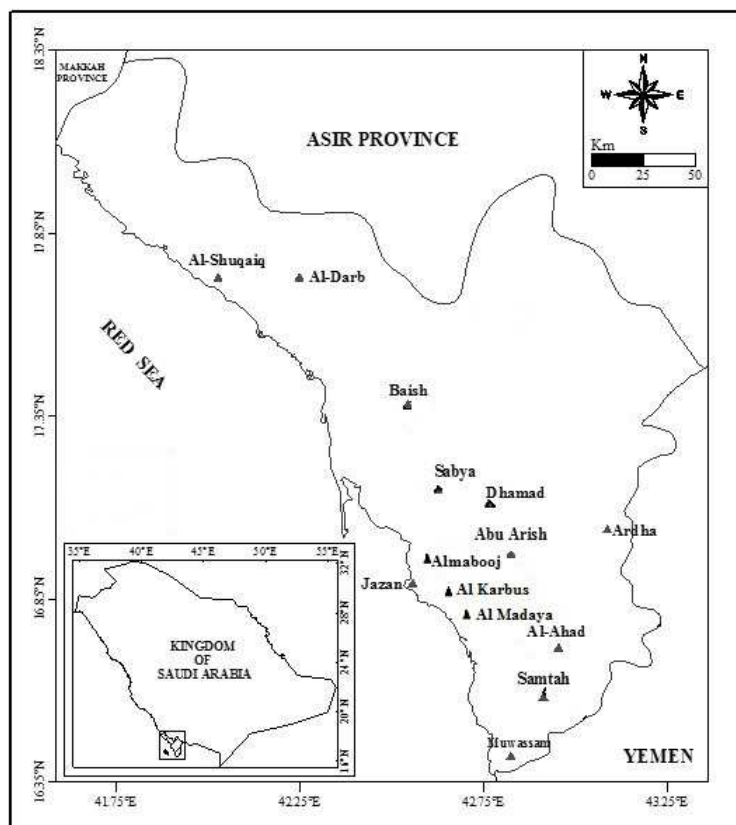 18.35°N
17.85°N
17.35°N
16.85°N
16.35°N
MAKKAH
PROVINCE
ASIR PROVINCE
N
W E
S
Km
0 25 50
Al-Shuqaiq
Al-Darb
RED SEA
Baish
Sabya
Dhamad
Abu Arish
Ardha
Almabooj
Jazan
Al Karbus
Al Madaya
Al-Ahad
Samtah
Muwassam
YEMEN
35°E 40°E 45°E 50°E 55°E
32°N
28°N
24°N
20°N
16°N
KINGDOM
OF
SAUDI ARABIA
41.75°E 42.25°E 42.75°E 43.25°E